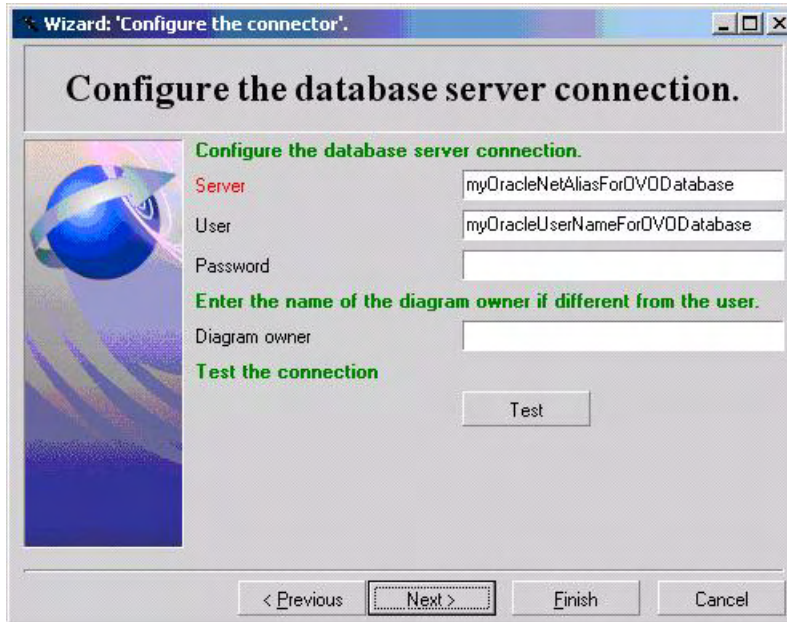 Wizard: 'Configure the connector'.
Configure the database server connection.
Configure the database server connection.
Server myOracleNetAliasForOVODatabase
User myOracleUserNameForOVODatabase
Password
Enter the name of the diagram owner if different from the user.
Diagram owner
Test the connection
Test
< Previous Next > Finish Cancel